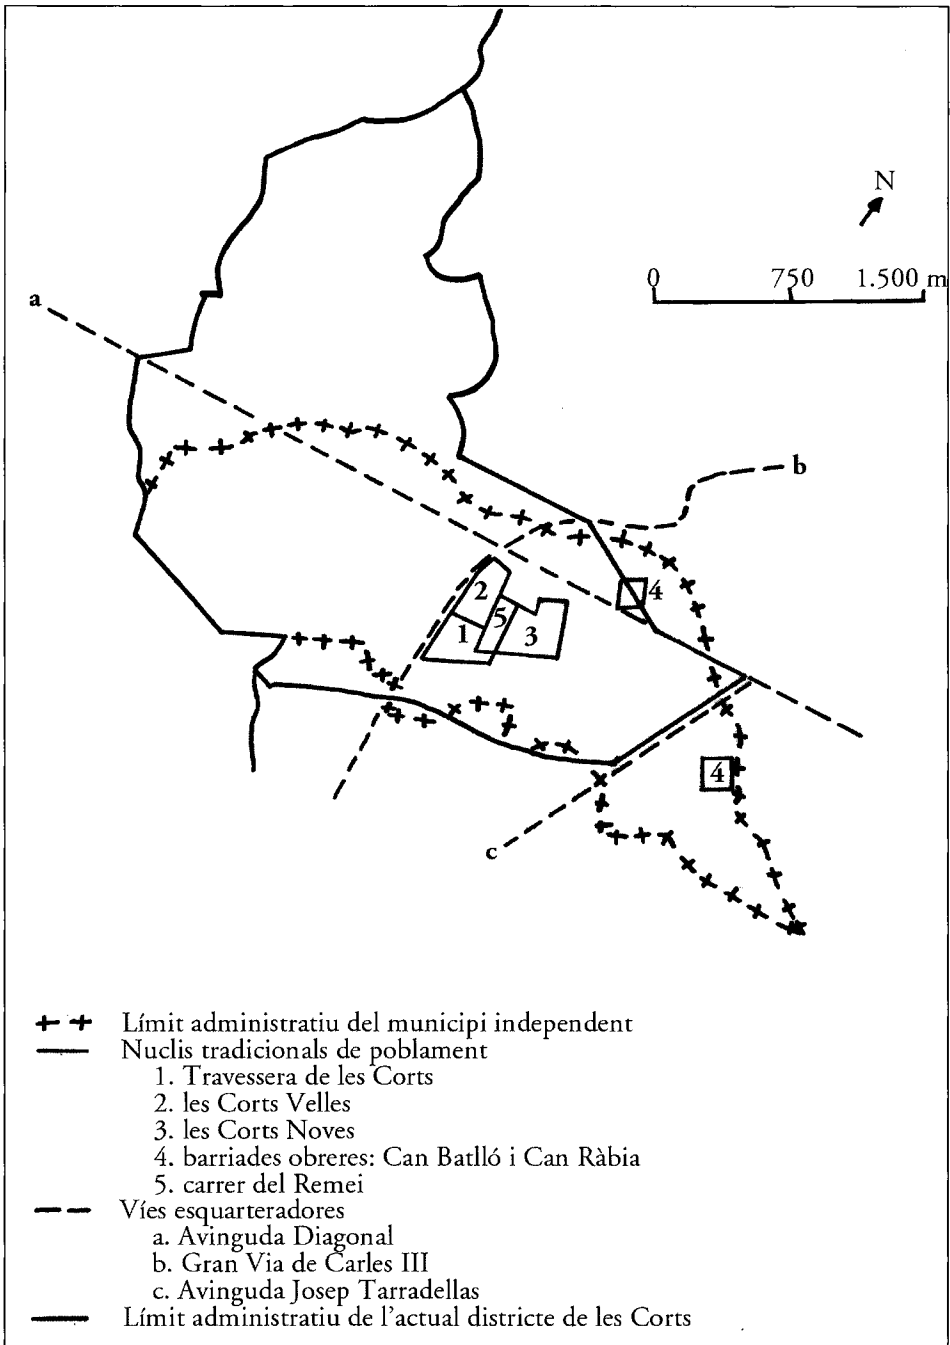 N
0 750 1.500 m
a
b
2
4
5
1
3
4
c
Límit administratiu del municipi independent
Nuclis tradicionals de poblament
1. Travessera de les Corts
2. les Corts Velles
3. les Corts Noves
4. barriades obreres: Can Batlló i Can Ràbia
5. carrer del Remei
Víes esquarteradores
a. Avinguda Diagonal
b. Gran Via de Carles III
c. Avinguda Josep Tarradellas
Límit administratiu de l'actual districte de les Corts